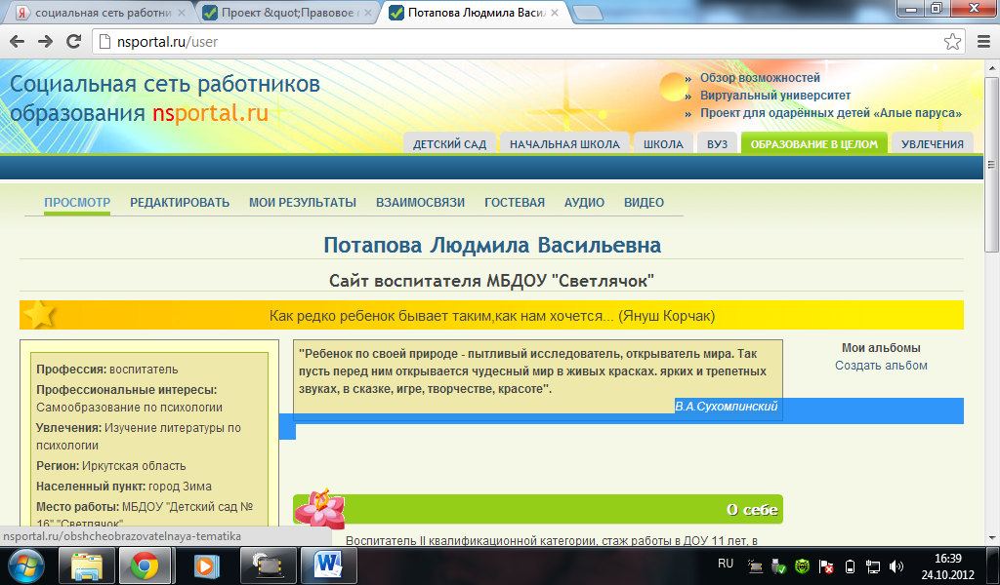 социальная сеть работни
Проект &quot;Правовое
Потапова Людмила Васил
nsportal.ru/user
Социальная сеть работников
образования nsportal.ru
» Обзор возможностей
» Виртуальный университет
» Проект для одарённых детей «Алые паруса»
ДЕТСКИЙ САД НАЧАЛЬНАЯ ШКОЛА ШКОЛА ВУЗ ОБРАЗОВАНИЕ В ЦЕЛОМ УВЛЕЧЕНИЯ
ПРОСМОТР РЕДАКТИРОВАТЬ МОИ РЕЗУЛЬТАТЫ ВЗАИМОСВЯЗИ ГОСТЕВАЯ АУДИО ВИДЕО
Потапова Людмила Васильевна
Сайт воспитателя МБДОУ "Светлячок"
Как редко ребенок бывает таким,как нам хочется... (Януш Корчак)
Профессия: воспитатель
Профессиональные интересы:
Самообразование по психологии
Увлечения: Изучение литературы по
психологии
Регион: Иркутская область
Населенный пункт: город Зима
Место работы: МБДОУ "Детский сад №
16" "Светлячок"
"Ребенок по своей природе - пытливый исследователь, открыватель мира. Так
пусть перед ним открывается чудесный мир в живых красках. ярких и трепетных
звуках, в сказке, игре, творчестве, красоте".
В.А.Сухомлинский
Мои альбомы
Создать альбом
О себе
Воспитатель II квалификационной категории, стаж работы в ДОУ 11 лет, в
nsportal.ru/obshcheobrazovatelnaya-tematika
RU
16:39
24.10.2012